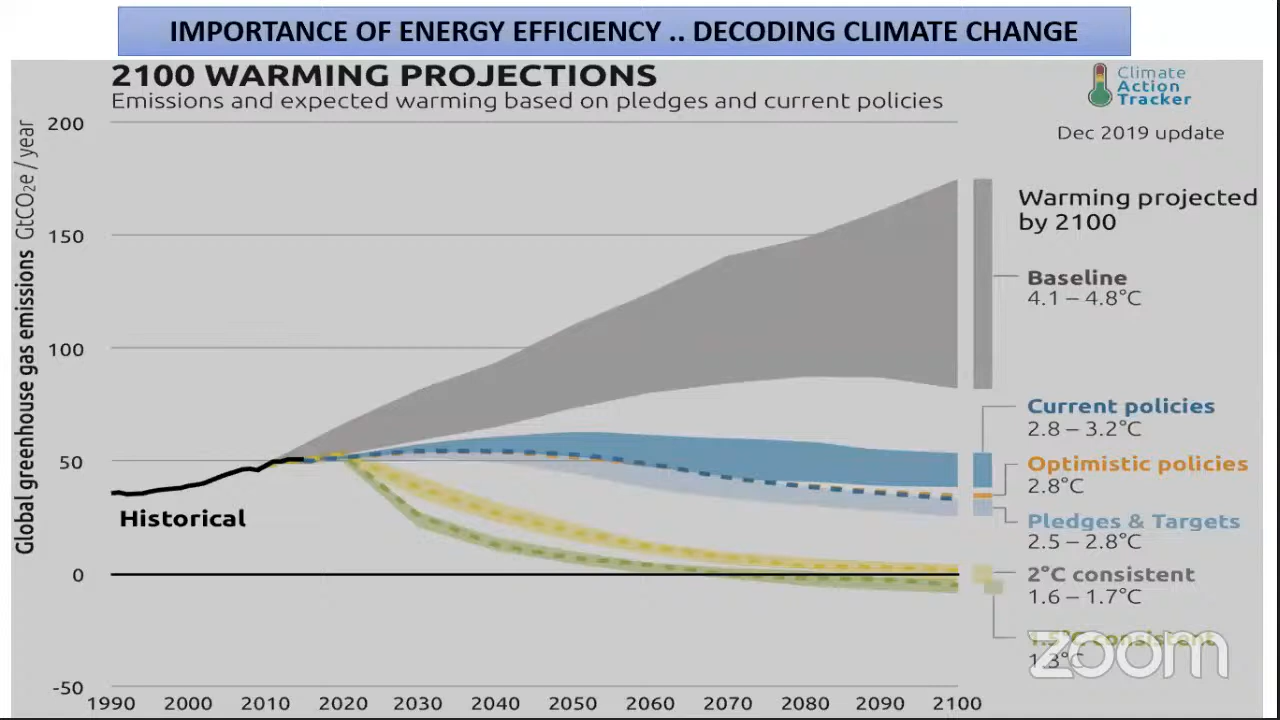 IMPORTANCE OF ENERGY EFFICIENCY .. DECODING CLIMATE CHANGE
2100 WARMING PROJECTIONS
Emissions and expected warming based on pledges and current policies
Climate
Action
Tracker
Dec 2019 update
Global greenhouse gas emissions GtCO₂e / year
200
150
100
50
0
-50
Historical
Warming projected
by 2100
Baseline
4.1 – 4.8°C
Current policies
2.8 – 3.2°C
Optimistic policies
2.8°C
Pledges & Targets
2.5 – 2.8°C
2°C consistent
1.6 – 1.7°C
1.5°C consistent
1.3°C
zoom
1990 2000 2010 2020 2030 2040 2050 2060 2070 2080 2090 2100